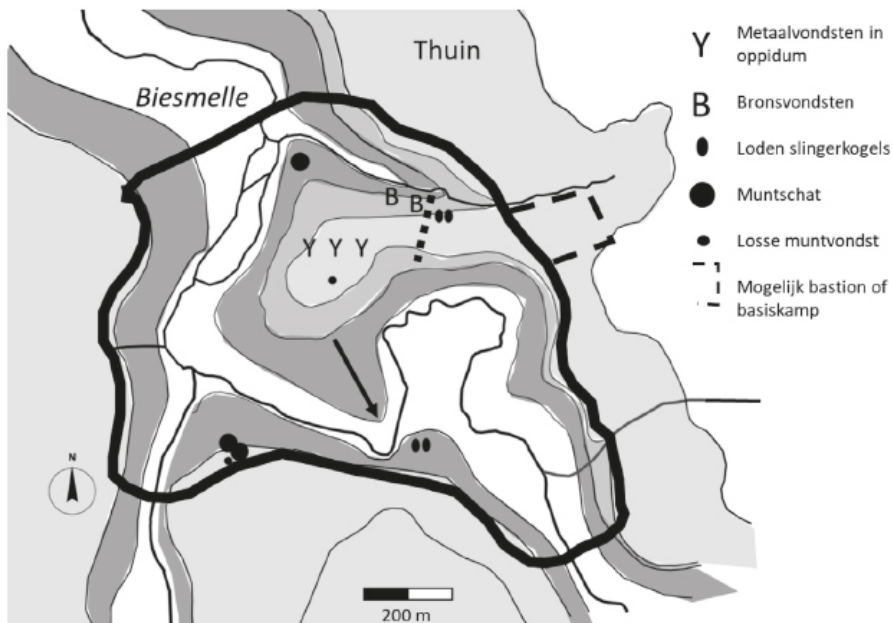 Thuin
Biesmelle
Y
Metaalvondsten in
oppidum
B
Bronsvondsten
Loden slingerkogels
Muntschat
Losse muntvondst
Mogelijk bastion of
basiskamp
B
B
Y Y Y
N
200 m